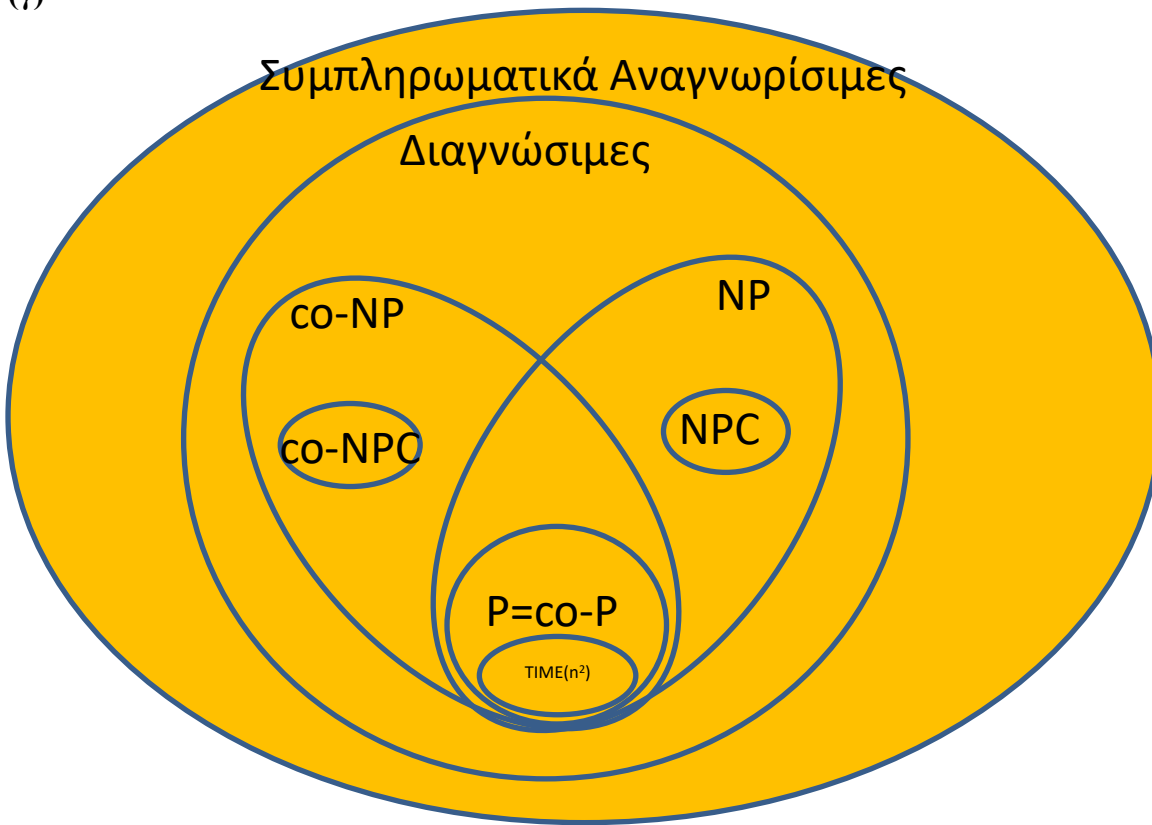 (γ)
Συμπληρωματικά Αναγνωρίσιμες
Διαγνώσιμες
co-NP
NP
co-NPC
NPC
P=co-P
TIME(n²)